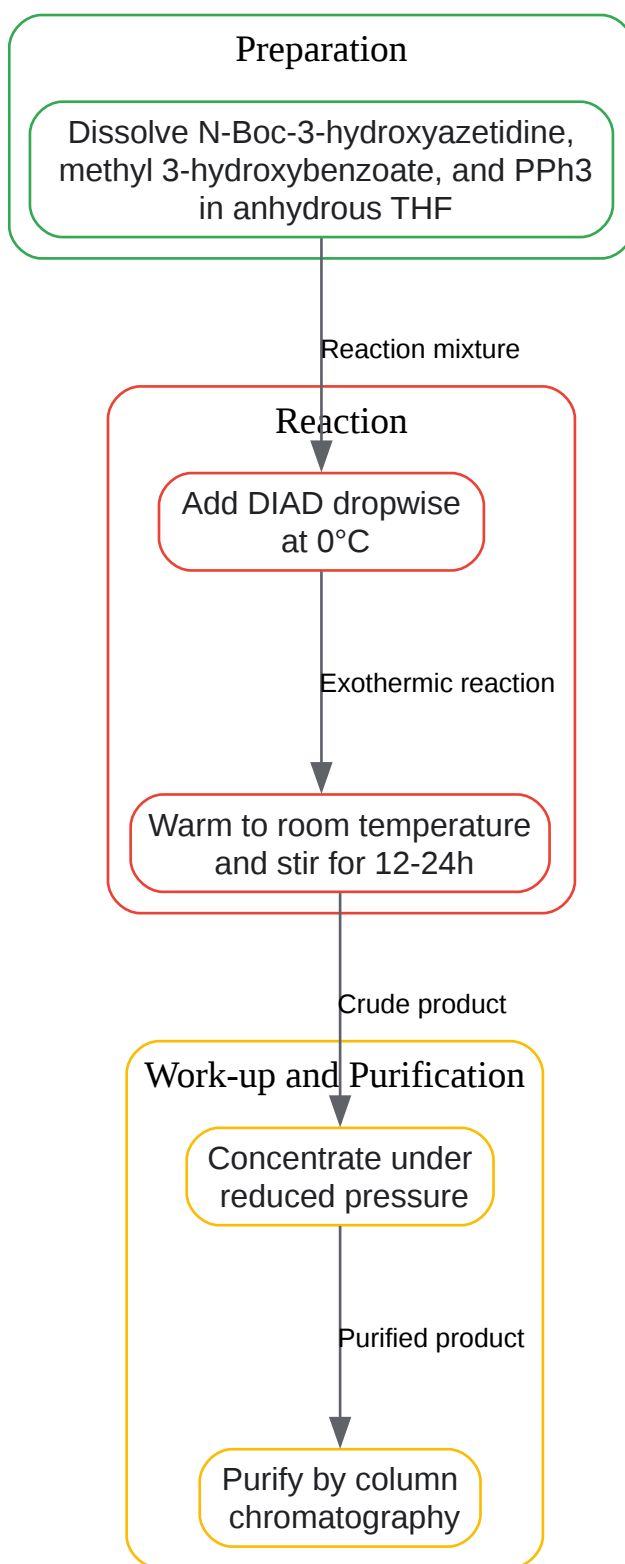 Preparation
Dissolve N-Boc-3-hydroxyazetidine,
methyl 3-hydroxybenzoate, and PPh3
in anhydrous THF
Reaction mixture
Reaction
Add DIAD dropwise
at 0°C
Exothermic reaction
Warm to room temperature
and stir for 12-24h
Crude product
Work-up and Purification
Concentrate under
reduced pressure
Purified product
Purify by column
chromatography